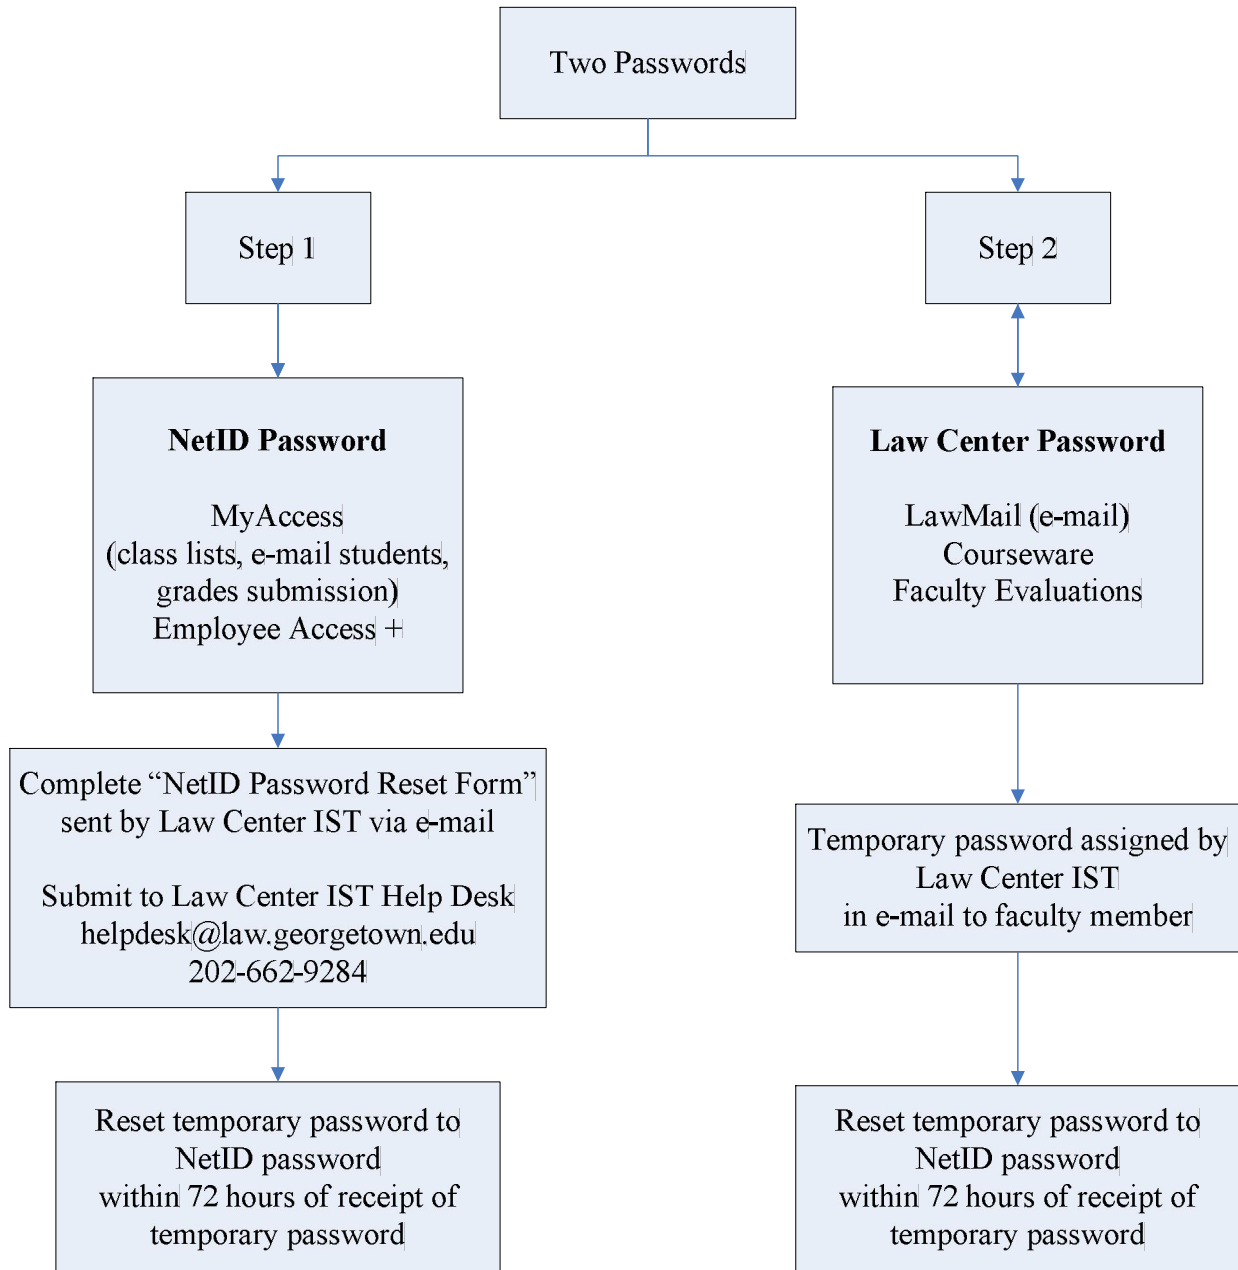 Two Passwords
Step 1
Step 2
NetID Password
MyAccess
(class lists, e-mail students,
grades submission)
Employee Access +
Law Center Password
LawMail (e-mail)
Courseware
Faculty Evaluations
Complete “NetID Password Reset Form”
sent by Law Center IST via e-mail
Submit to Law Center IST Help Desk
helpdesk@law.georgetown.edu
202-662-9284
Temporary password assigned by
Law Center IST
in e-mail to faculty member
Reset temporary password to
NetID password
within 72 hours of receipt of
temporary password
Reset temporary password to
NetID password
within 72 hours of receipt of
temporary password